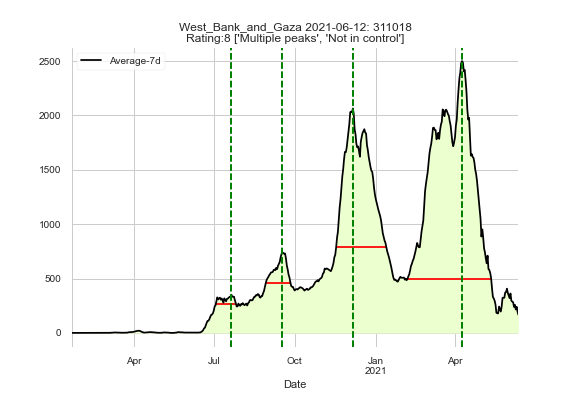 West_Bank_and_Gaza 2021-06-12: 311018
Rating:8 ['Multiple peaks', 'Not in control']
Average-7d
2500
2000
1500
1000
500
0
Apr Jul Oct Jan Apr
2021
Date